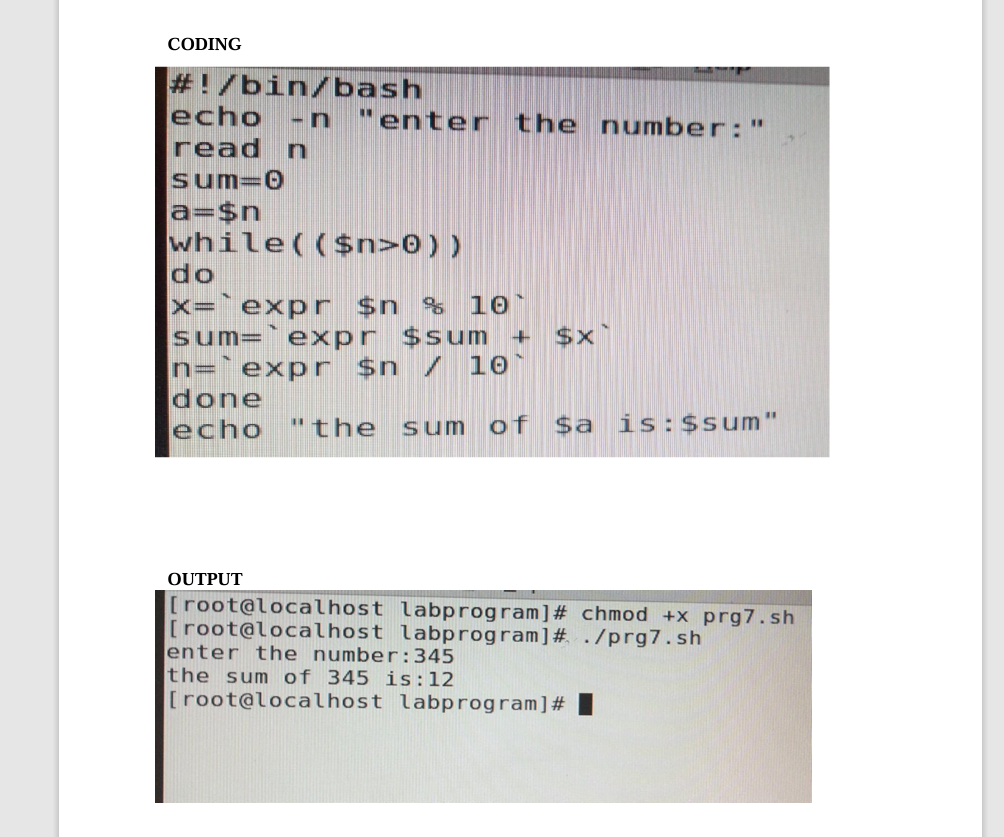 CODING
#!/bin/bash
echo -n "enter the number:"
read n
sum=0
a=$n
while(($n>0))
do
x=`expr $n % 10`
sum=`expr $sum + $x`
n=`expr $n / 10`
done
echo "the sum of $a is:$sum"
OUTPUT
[root@localhost labprogram]# chmod +x prg7.sh
[root@localhost labprogram]# ./prg7.sh
enter the number:345
the sum of 345 is:12
[root@localhost labprogram]#